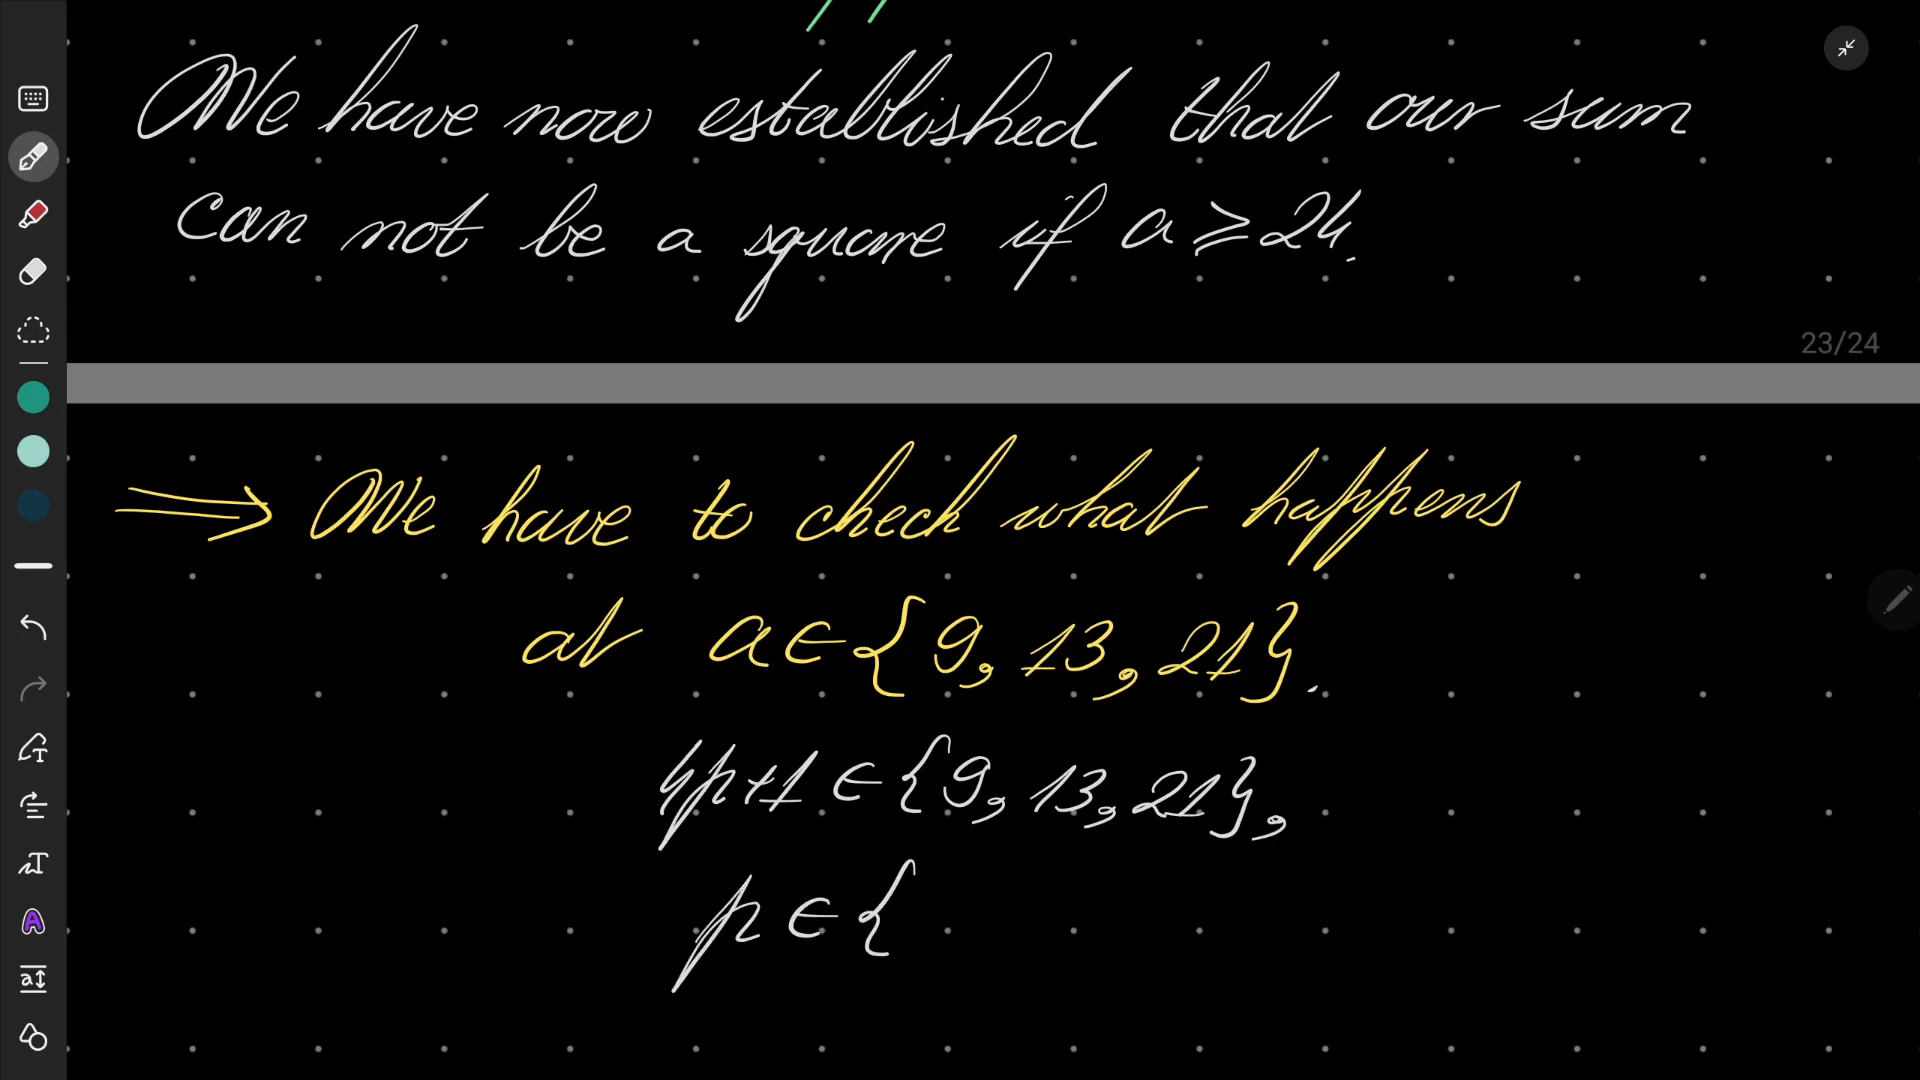 We have now established that our sum
can not be a square if a ⩾ 24.
23/24
⟹ We have to check what happens
at a ∈ {9, 13, 21}.
4p+1 ∈ {9, 13, 21},
p ∈ {